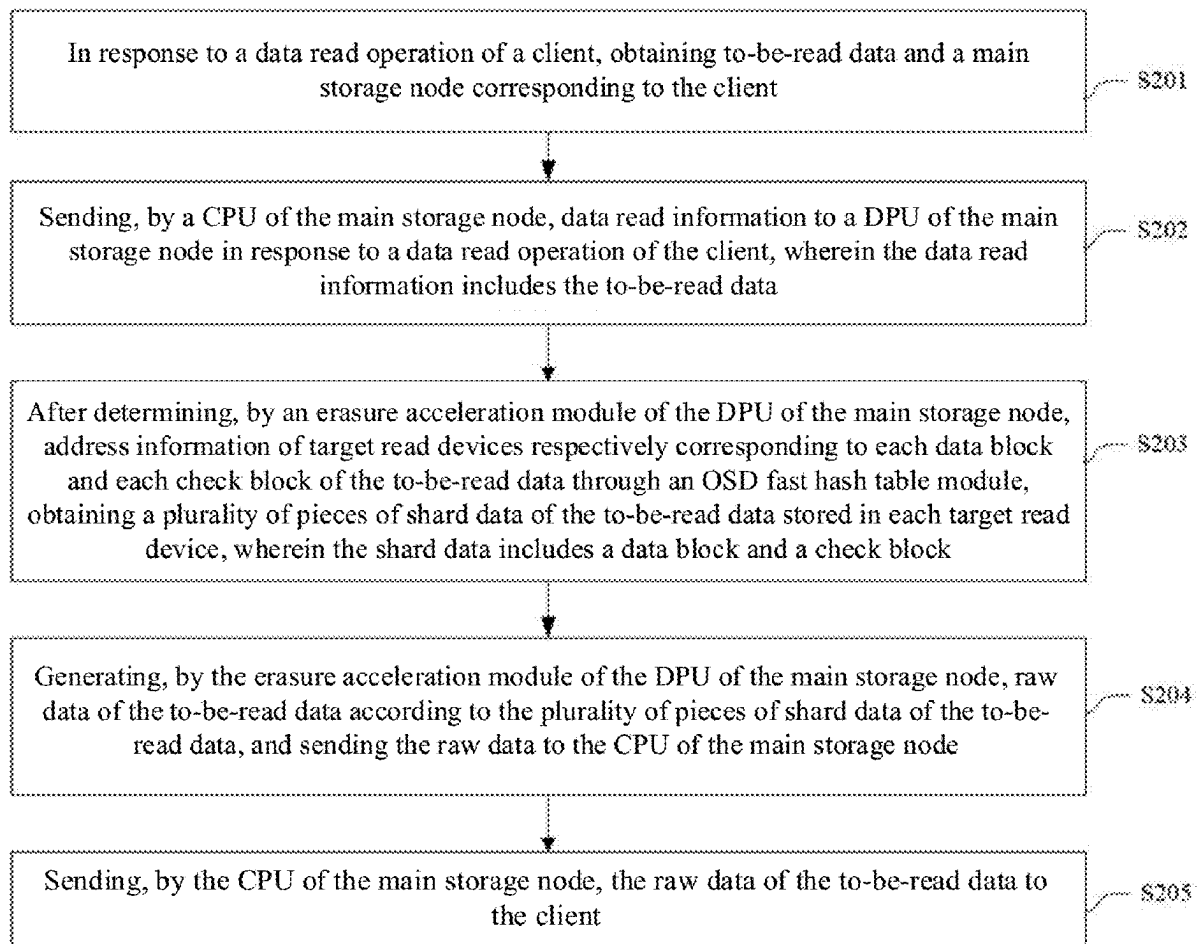 In response to a data read operation of a client, obtaining to-be-read data and a main
storage node corresponding to the client
S201
Sending, by a CPU of the main storage node, data read information to a DPU of the main
storage node in response to a data read operation of the client, wherein the data read
information includes the to-be-read data
S202
After determining, by an erasure acceleration module of the DPU of the main storage node,
address information of target read devices respectively corresponding to each data block
and each check block of the to-be-read data through an OSD fast hash table module,
obtaining a plurality of pieces of shard data of the to-be-read data stored in each target read
device, wherein the shard data includes a data block and a check block
S203
Generating, by the erasure acceleration module of the DPU of the main storage node, raw
data of the to-be-read data according to the plurality of pieces of shard data of the to-be-
read data, and sending the raw data to the CPU of the main storage node
S204
Sending, by the CPU of the main storage node, the raw data of the to-be-read data to
the client
S205